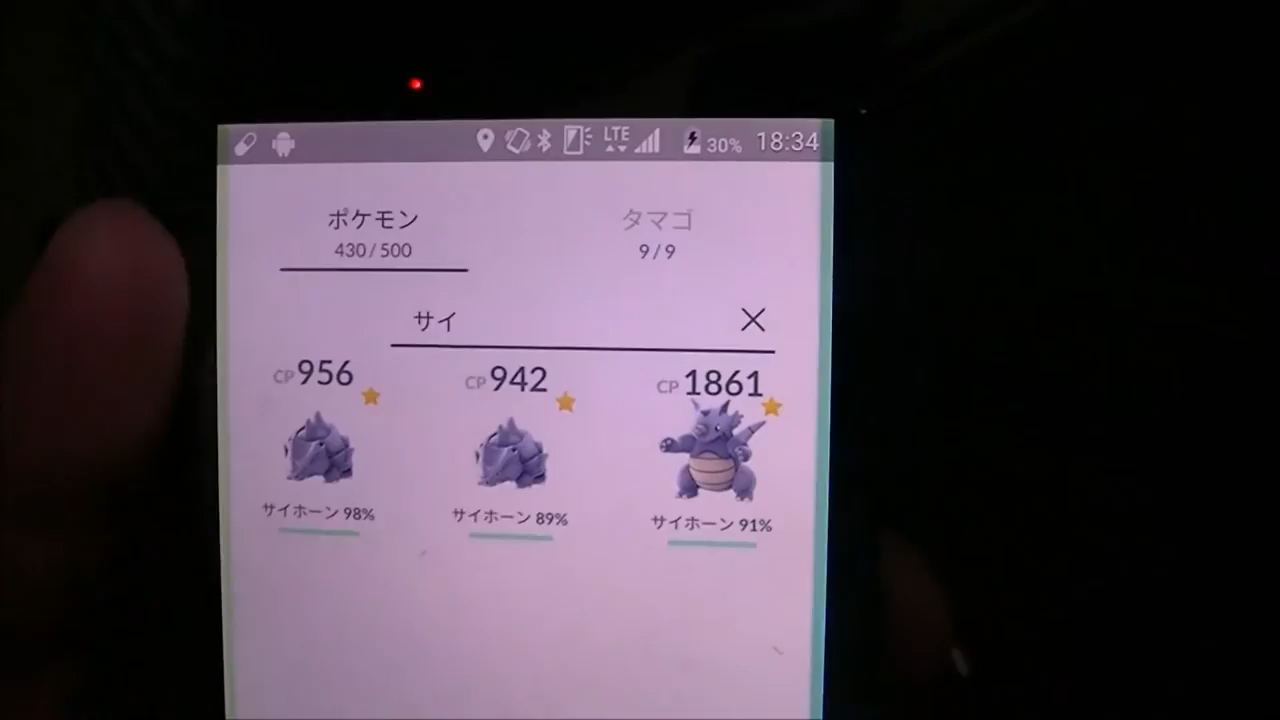 LTE 30% 18:34
ポケモン タマゴ
430/500 9/9
サイ
CP956 CP942 CP1861
サイホーン 98% サイホーン 89% サイホーン 91%